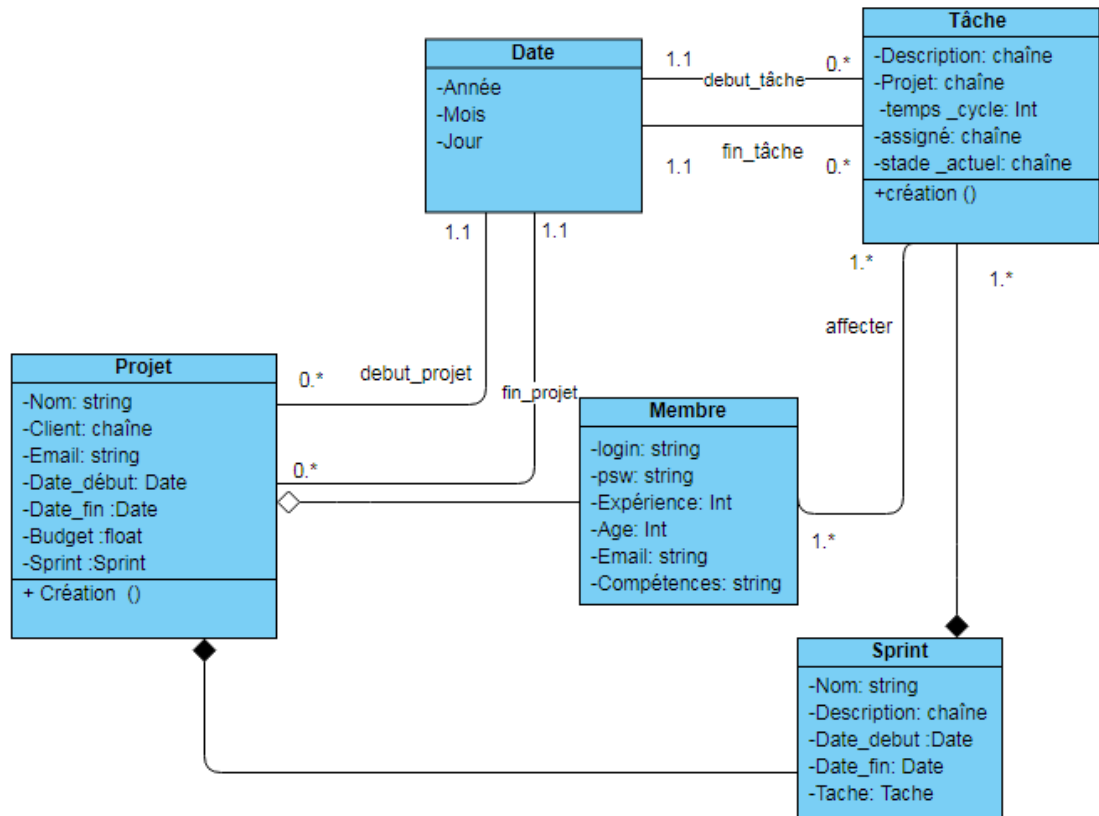 Date
-Année
-Mois
-Jour
1.1
debut_tâche
0.*
fin_tâche
1.1
0.*
Tâche
-Description: chaîne
-Projet: chaîne
-temps _cycle: Int
-assigné: chaîne
-stade _actuel: chaîne
+création ()
1.1
1.1
1.*
1.*
affecter
Projet
-Nom: string
-Client: chaîne
-Email: string
-Date_début: Date
-Date_fin :Date
-Budget :float
-Sprint :Sprint
+ Création ()
0.*
debut_projet
fin_projet
0.*
Membre
-login: string
-psw: string
-Expérience: Int
-Age: Int
-Email: string
-Compétences: string
1.*
Sprint
-Nom: string
-Description: chaîne
-Date_debut :Date
-Date_fin: Date
-Tache: Tache